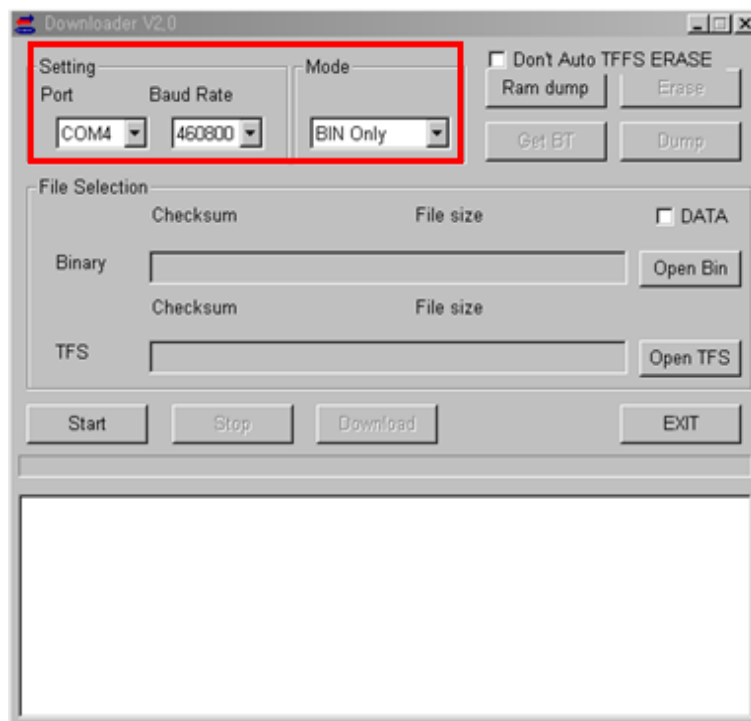 Downloader V2,0
Setting
Mode
Don't Auto TFFS ERASE
Port
Baud Rate
Ram dump
Erase
COM4
460800
BIN Only
Get BT
Dump
File Selection
Checksum
File size
DATA
Binary
Open Bin
Checksum
File size
TFS
Open TFS
Start
Stop
Download
EXIT